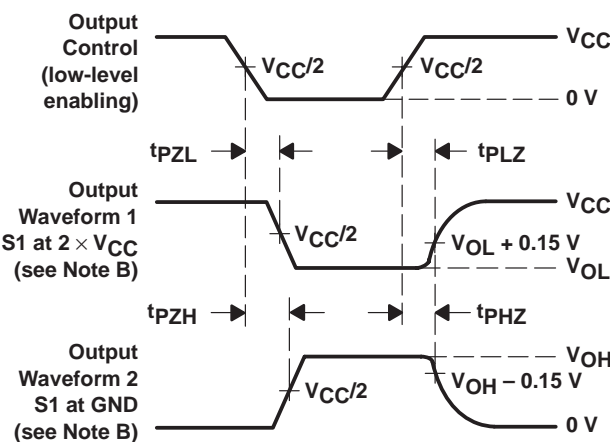 Output
Control
(low-level
enabling)
VCC
VCC/2
VCC/2
0 V
tPZL
tPLZ
Output
Waveform 1
S1 at 2 × VCC
(see Note B)
VCC
VCC/2
VOL + 0.15 V
VOL
tPZH
tPHZ
Output
Waveform 2
S1 at GND
(see Note B)
VOH
VCC/2
VOH – 0.15 V
0 V